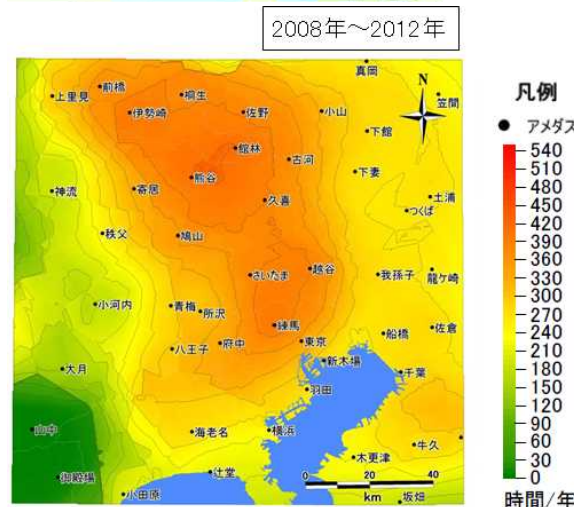 2008年～2012年
真岡
N
凡例
アメダス
上里見
前橋
桐生
伊勢崎
佐野
小山
笠間
下館
館林
古河
下妻
神流
寄居
熊谷
久喜
土浦
つくば
秩父
鳩山
さいたま
越谷
我孫子
龍ヶ崎
小河内
青梅
所沢
練馬
船橋
佐倉
八王子
府中
東京
新木場
大月
千葉
羽田
山中
海老名
横浜
牛久
木更津
御殿場
辻堂
小田原
坂畑
0 20 40
km
540
510
480
450
420
390
360
330
300
270
240
210
180
150
120
90
60
30
0
時間/年